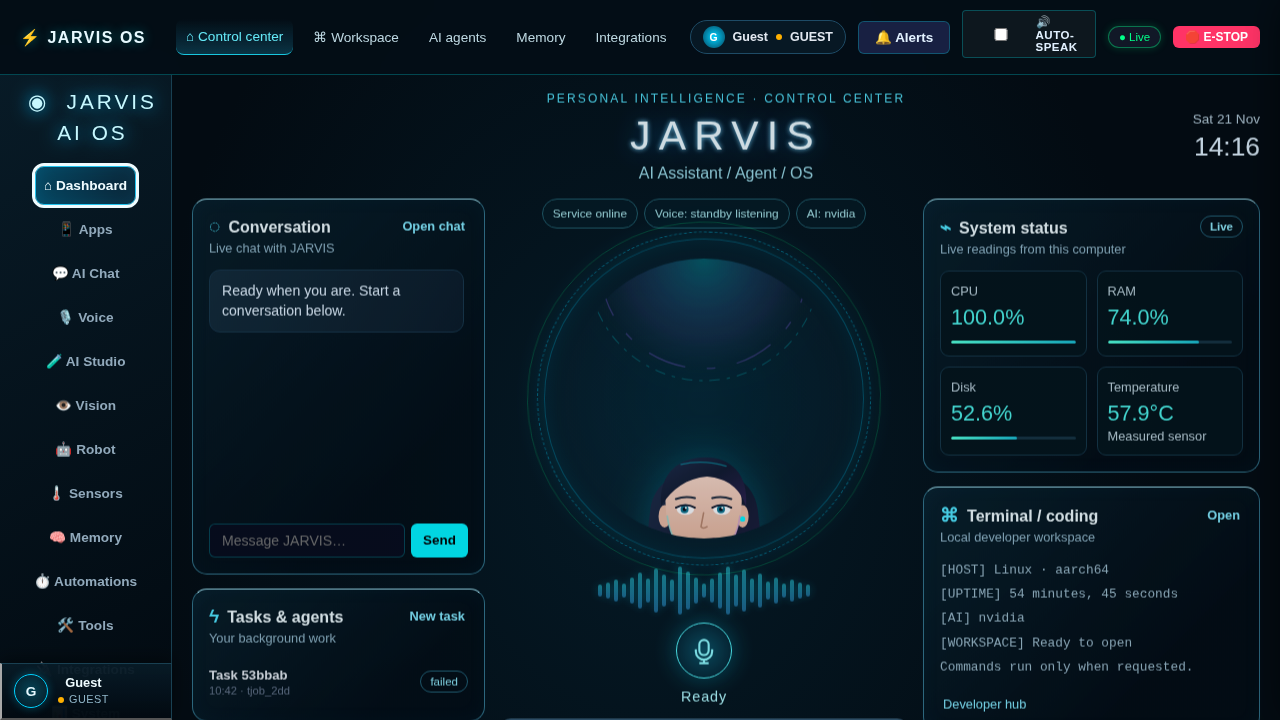 ⚡ JARVIS OS
⌂ Control center
⌘ Workspace
AI agents
Memory
Integrations
G Guest ● GUEST
🔔 Alerts
🔊 AUTO-SPEAK
● Live
🛑 E-STOP
◉ JARVIS
AI OS
⌂ Dashboard
📱 Apps
💬 AI Chat
🎙️ Voice
🧪 AI Studio
👁️ Vision
🤖 Robot
🌡️ Sensors
🧠 Memory
⏱️ Automations
🛠️ Tools
Integrations
G Guest
● GUEST
PERSONAL INTELLIGENCE · CONTROL CENTER
JARVIS
AI Assistant / Agent / OS
Sat 21 Nov
14:16
Conversation
Open chat
Live chat with JARVIS
Ready when you are. Start a
conversation below.
Message JARVIS…
Send
ϟ Tasks & agents
New task
Your background work
Task 53bbab
10:42 · tjob_2dd
failed
Service online
Voice: standby listening
AI: nvidia
Ready
⌁ System status
Live
Live readings from this computer
CPU
100.0%
RAM
74.0%
Disk
52.6%
Temperature
57.9°C
Measured sensor
⌘ Terminal / coding
Open
Local developer workspace
[HOST] Linux · aarch64
[UPTIME] 54 minutes, 45 seconds
[AI] nvidia
[WORKSPACE] Ready to open
Commands run only when requested.
Developer hub